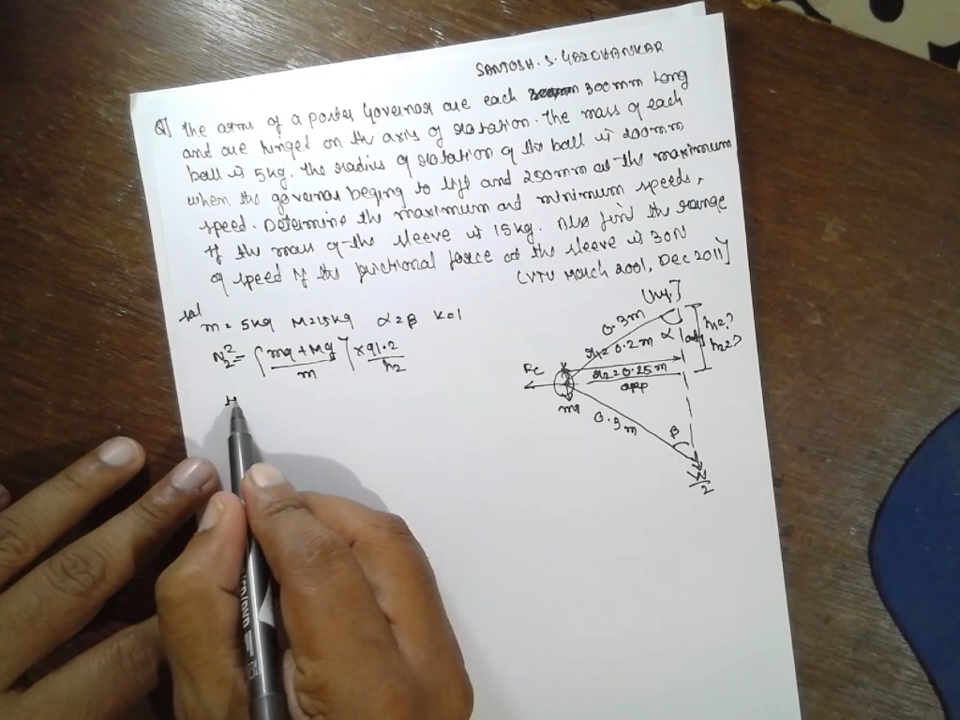 SANTOSH.S.GAZDHANKAR
Q] The arms of a porter Governor are each 300mm Long
and are hinged on th axis of rotation. The mass of each
ball is 5kg. The radius of rotation of the ball is 200mm
when the governor begins to lift and 250mm at the maximum
speed. Determine the maximum and minimum speeds,
If the mass of the sleeve is 15kg. Also find the range
of speed if the frictional force at the sleeve is 30N
(VTU March 2001, Dec 2011]
sol
m = 5kg M=15kg α=β K=1
N₂² = [mg+Mg / m] × 91.2 / h₂
[hy]
0.3m
α
r₁=0.2m
r₂=0.25m
opp
h₁=?
h₂=?
Fc
mg
0.3m
β
W/2